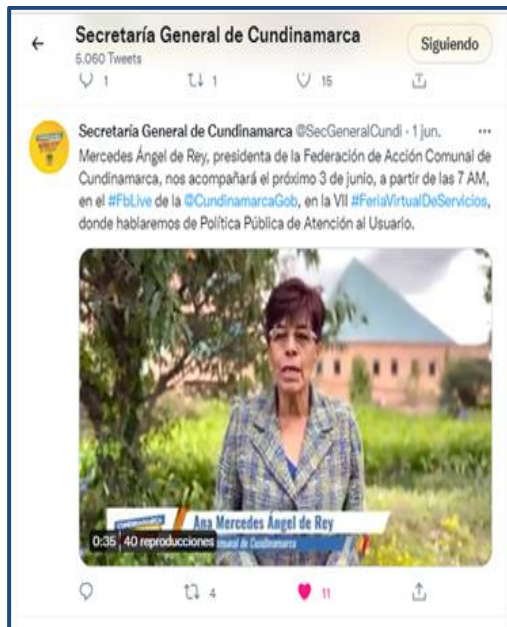 Secretaría General de Cundinamarca
Siguiendo
5.060 Tweets
1 1 15
Secretaría General de Cundinamarca @SecGeneralCundi · 1 jun.
Mercedes Ángel de Rey, presidenta de la Federación de Acción Comunal de
Cundinamarca, nos acompañará el próximo 3 de junio, a partir de las 7 AM,
en el #FbLive de la @CundinamarcaGob, en la VII #FeriaVirtualDeServicios,
donde hablaremos de Política Pública de Atención al Usuario.
Ana Mercedes Ángel de Rey
0:35 40 reproducciones de Cundinamarca
4 11